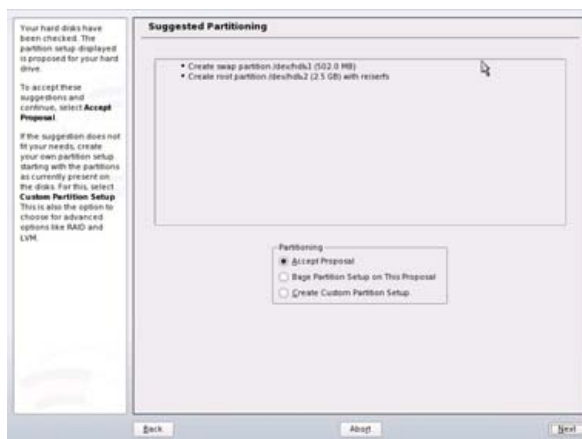 Your hard disks have
been checked. The
partition setup displayed
is proposed for your hard
drive.
To accept these
suggestions and
continue, select Accept
Proposal.
If the suggestion does not
fit your needs, create
your own partition setup
starting with the partitions
as currently present on
the disks. For this, select
Custom Partition Setup
This is also the option to
choose for advanced
options like RAID and
LVM.
Suggested Partitioning
• Create swap partition /dev/hda1 (502.0 MB)
• Create root partition /dev/hda2 (2.5 GB) with reiserfs
Partitioning
Accept Proposal
Base Partition Setup on This Proposal
Create Custom Partition Setup
Back
Abort
Next